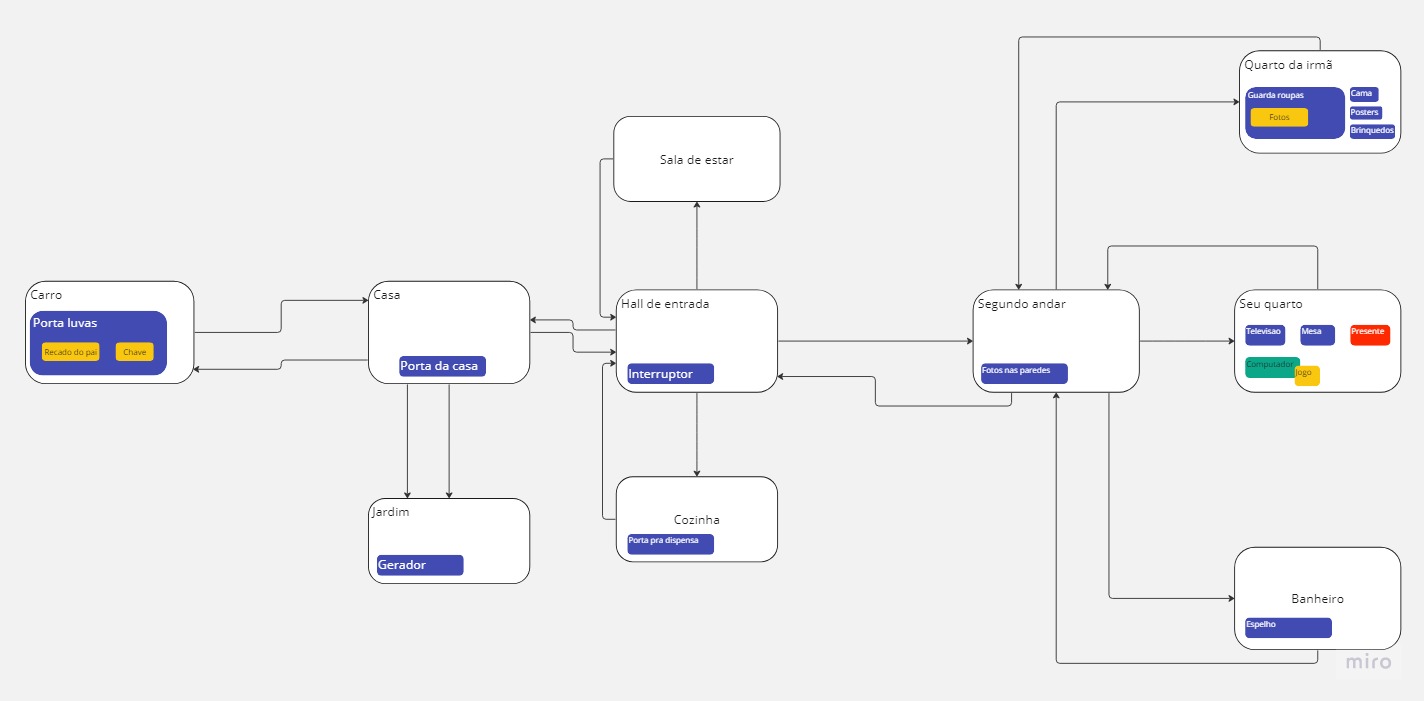 Carro
Porta luvas
Recado do pai
Chave
Casa
Porta da casa
Jardim
Gerador
Sala de estar
Hall de entrada
Interruptor
Cozinha
Porta pra dispensa
Segundo andar
Fotos nas paredes
Quarto da irmã
Guarda roupas
Fotos
Cama
Posters
Brinquedos
Seu quarto
Televisao
Mesa
Presente
Computador
Jogo
Banheiro
Espelho
miro